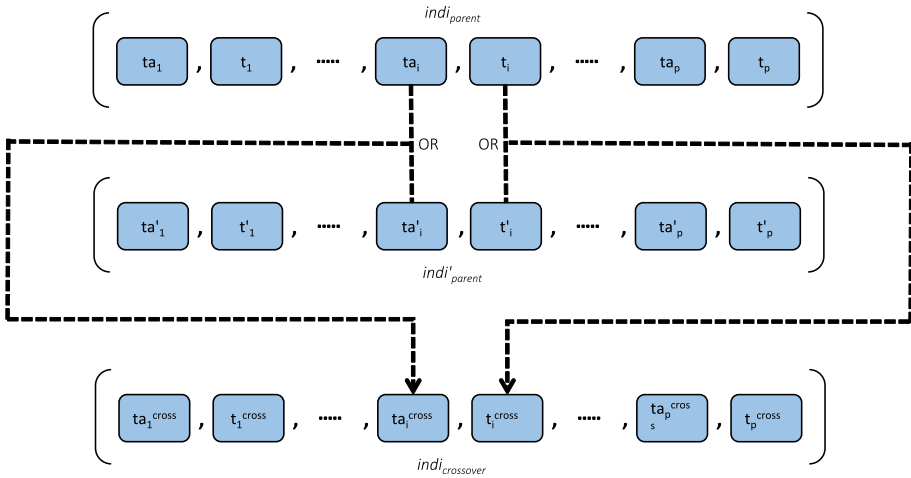 indi_parent
ta_1 , t_1 , ..... ta_i , t_i , ..... ta_p , t_p
OR OR
ta'_1 , t'_1 , ..... ta'_i , t'_i , ..... ta'_p , t'_p
indi'_parent
ta_1^cross , t_1^cross , ..... ta_i^cross , t_i^cross , ..... ta_p^cros s , t_p^cross
indi_crossover